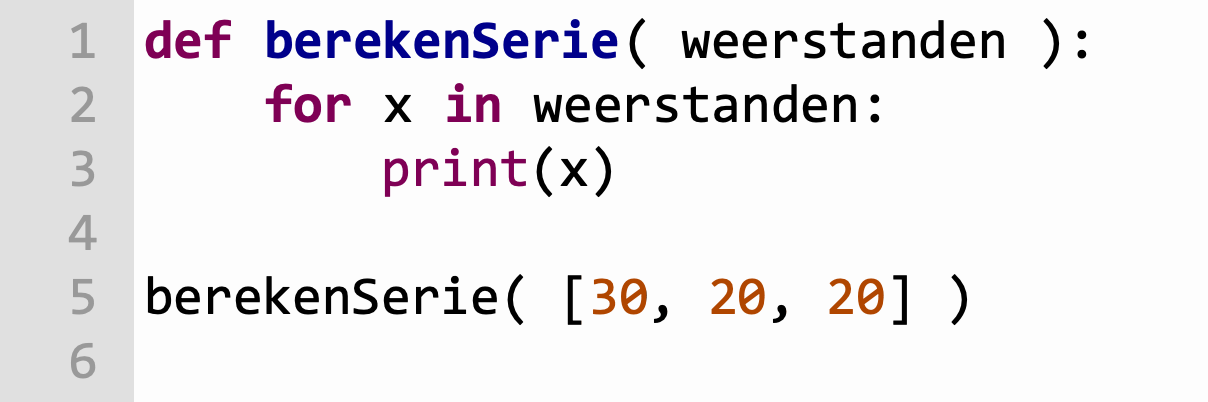 1 def berekenSerie( weerstanden ):
2     for x in weerstanden:
3         print(x)
4
5 berekenSerie( [30, 20, 20] )
6